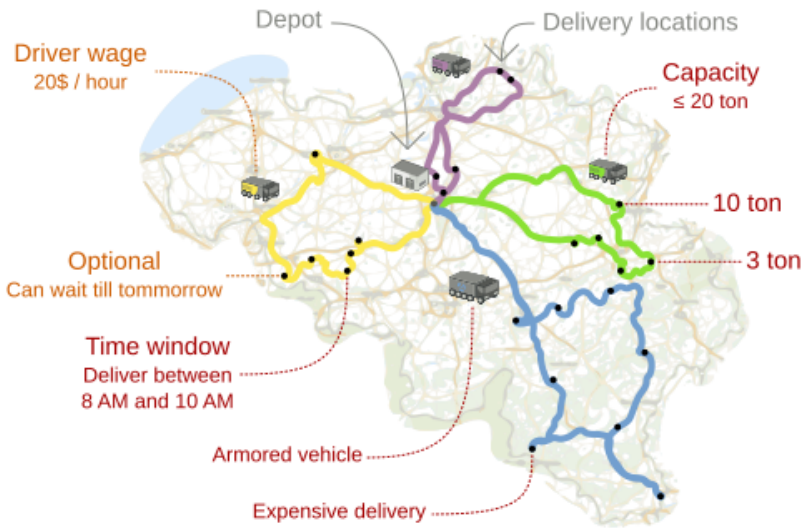 Depot
Delivery locations
Driver wage
20$ / hour
Capacity
≤ 20 ton
10 ton
3 ton
Optional
Can wait till tommorrow
Time window
Deliver between
8 AM and 10 AM
Armored vehicle
Expensive delivery